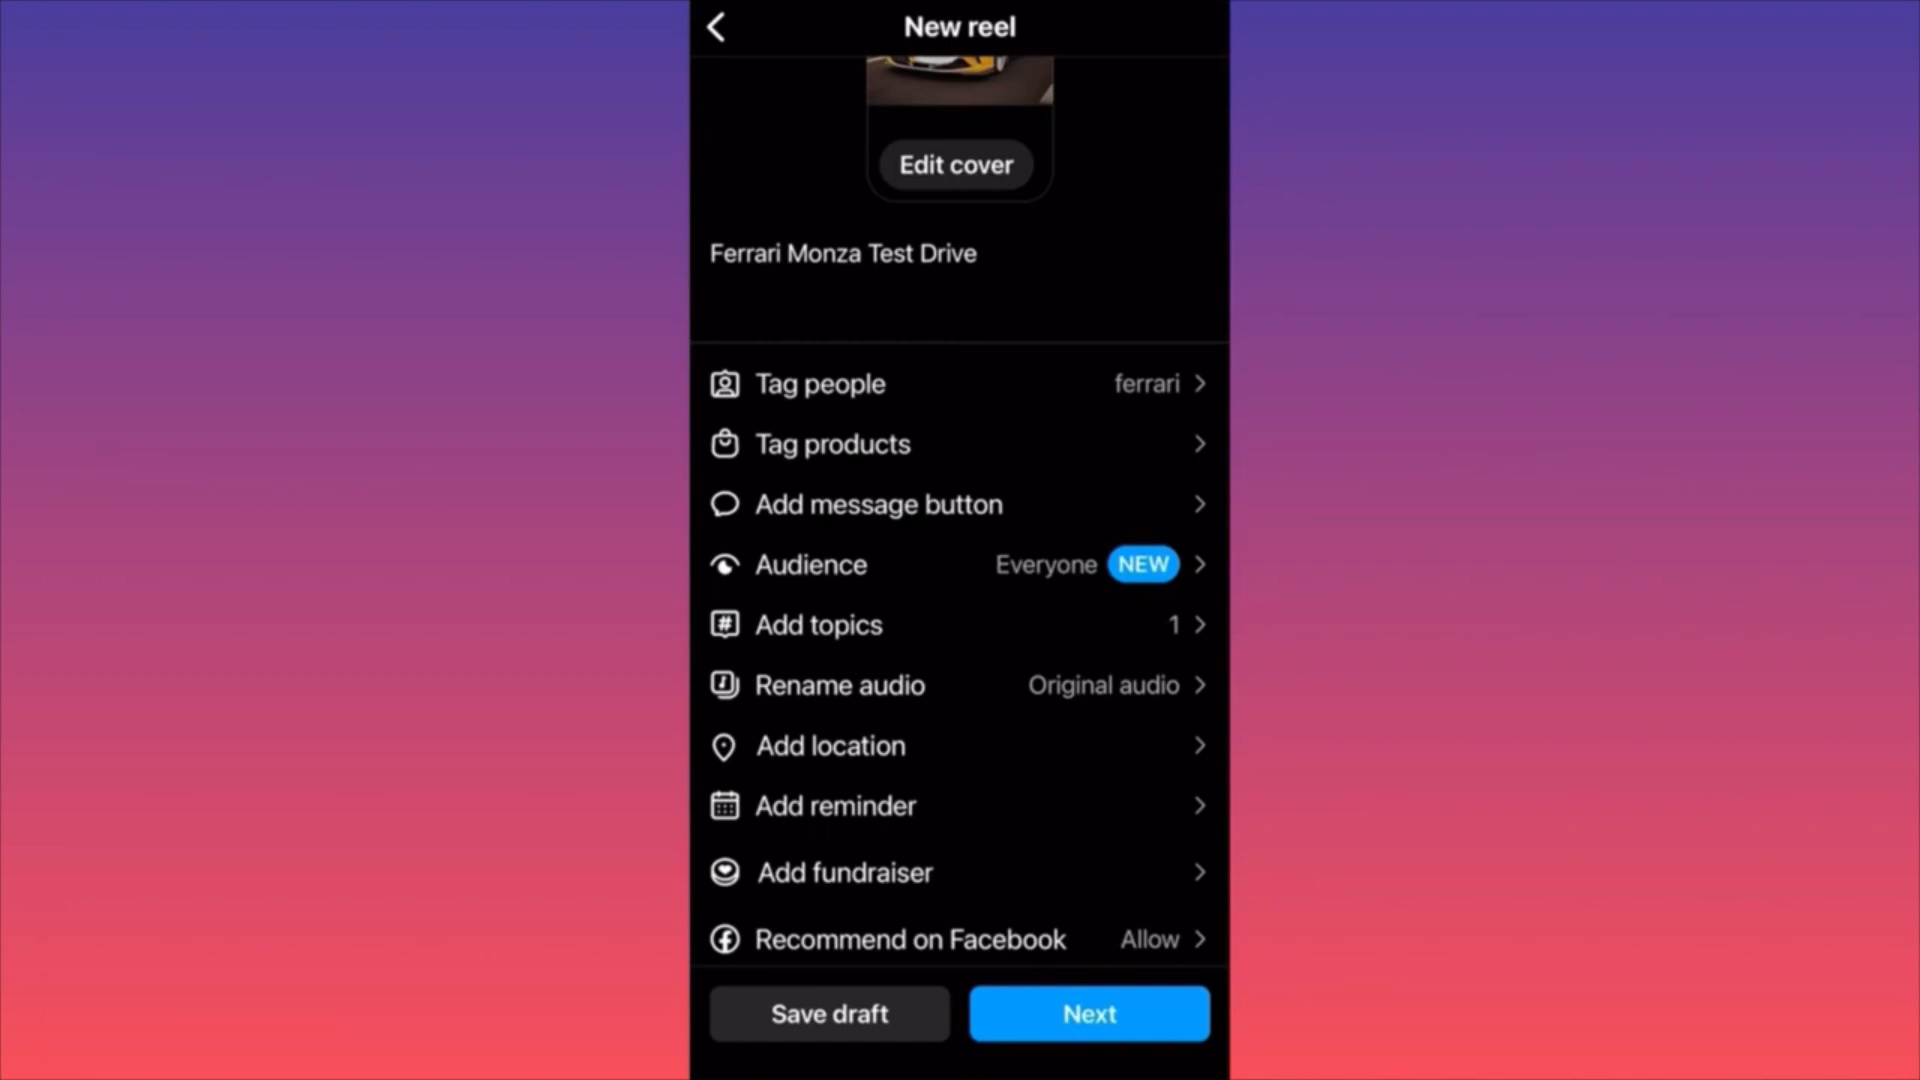 New reel
Edit cover
Ferrari Monza Test Drive
Tag people ferrari
Tag products
Add message button
Audience Everyone NEW
Add topics 1
Rename audio Original audio
Add location
Add reminder
Add fundraiser
Recommend on Facebook Allow
Save draft Next